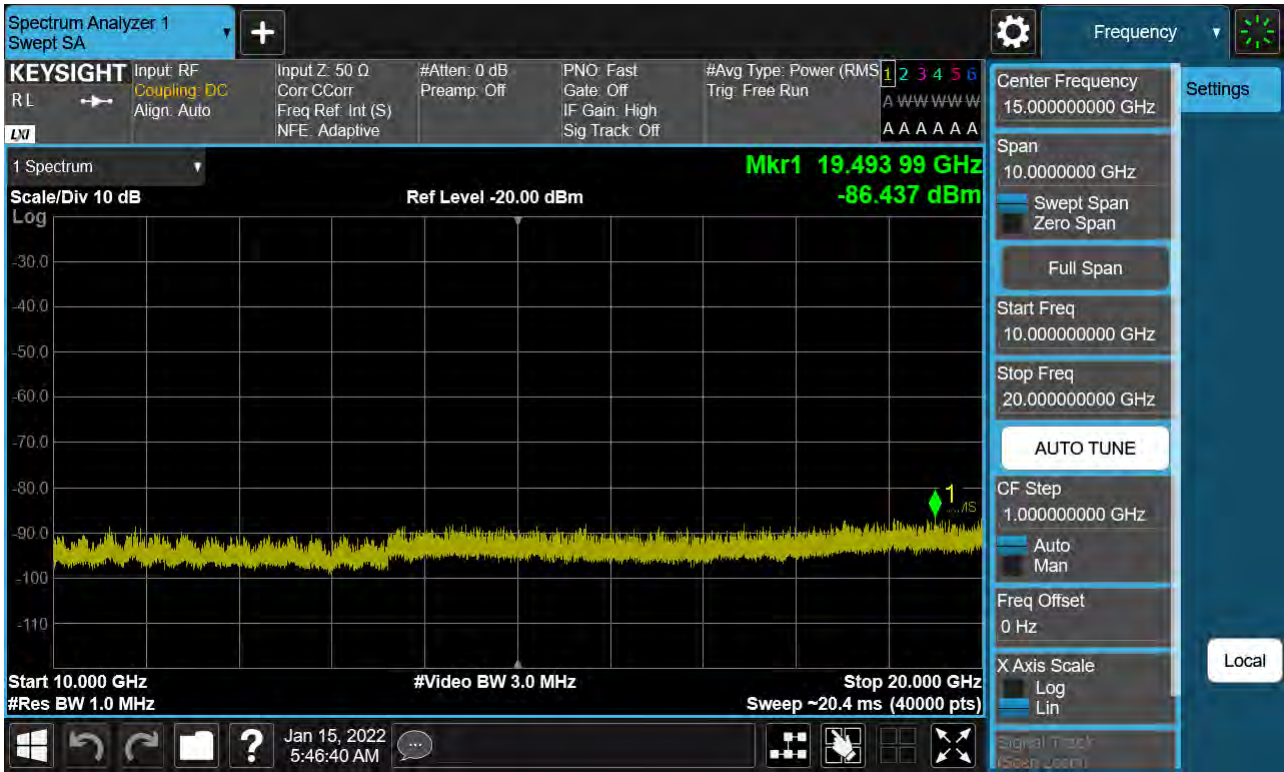 Spectrum Analyzer 1
Swept SA
Frequency
KEYSIGHT
RL
LXI
Input: RF
Coupling: DC
Align: Auto
Input Z: 50 Ω
Corr CCorr
Freq Ref: Int (S)
NFE: Adaptive
#Atten: 0 dB
Preamp: Off
PNO: Fast
Gate: Off
IF Gain: High
Sig Track: Off
#Avg Type: Power (RMS
Trig: Free Run
1 2 3 4 5 6
A W W W W W
A A A A A A
1 Spectrum
Scale/Div 10 dB
Log
Ref Level -20.00 dBm
Mkr1 19.493 99 GHz
-86.437 dBm
-30.0
-40.0
-50.0
-60.0
-70.0
-80.0
-90.0
-100
-110
1
Start 10.000 GHz
#Res BW 1.0 MHz
#Video BW 3.0 MHz
Stop 20.000 GHz
Sweep ~20.4 ms (40000 pts)
Center Frequency
15.000000000 GHz
Span
10.0000000 GHz
Swept Span
Zero Span
Full Span
Start Freq
10.000000000 GHz
Stop Freq
20.000000000 GHz
AUTO TUNE
CF Step
1.000000000 GHz
Auto
Man
Freq Offset
0 Hz
X Axis Scale
Log
Lin
Signal Track
(Span Zoom)
Settings
Local
?
Jan 15, 2022
5:46:40 AM